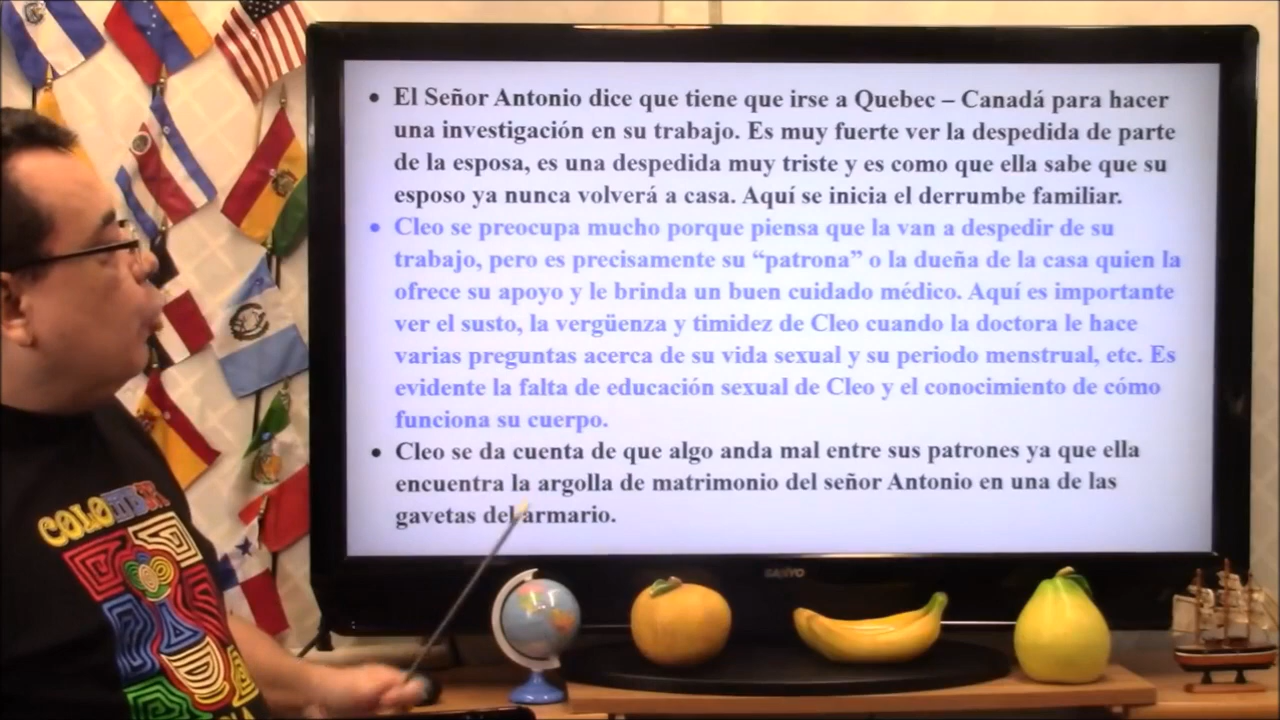 • El Señor Antonio dice que tiene que irse a Quebec – Canadá para hacer
una investigación en su trabajo. Es muy fuerte ver la despedida de parte
de la esposa, es una despedida muy triste y es como que ella sabe que su
esposo ya nunca volverá a casa. Aquí se inicia el derrumbe familiar.
• Cleo se preocupa mucho porque piensa que la van a despedir de su
trabajo, pero es precisamente su “patrona” o la dueña de la casa quien la
ofrece su apoyo y le brinda un buen cuidado médico. Aquí es importante
ver el susto, la vergüenza y timidez de Cleo cuando la doctora le hace
varias preguntas acerca de su vida sexual y su periodo menstrual, etc. Es
evidente la falta de educación sexual de Cleo y el conocimiento de cómo
funciona su cuerpo.
• Cleo se da cuenta de que algo anda mal entre sus patrones ya que ella
encuentra la argolla de matrimonio del señor Antonio en una de las
gavetas del armario.
SANYO